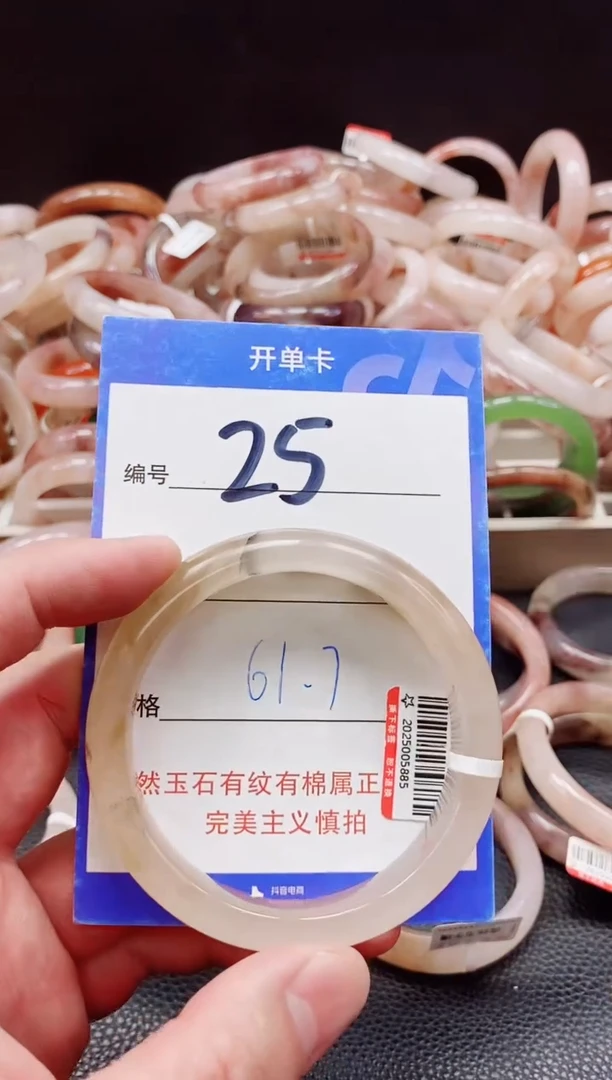 开单卡
编号 25
61.7
格
然玉石有纹有棉属正
完美主义慎拍
2025005885
抖音电商